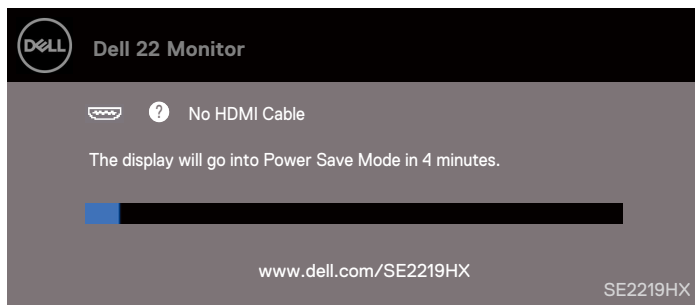 DELL
Dell 22 Monitor
? No HDMI Cable
The display will go into Power Save Mode in 4 minutes.
www.dell.com/SE2219HX
SE2219HX